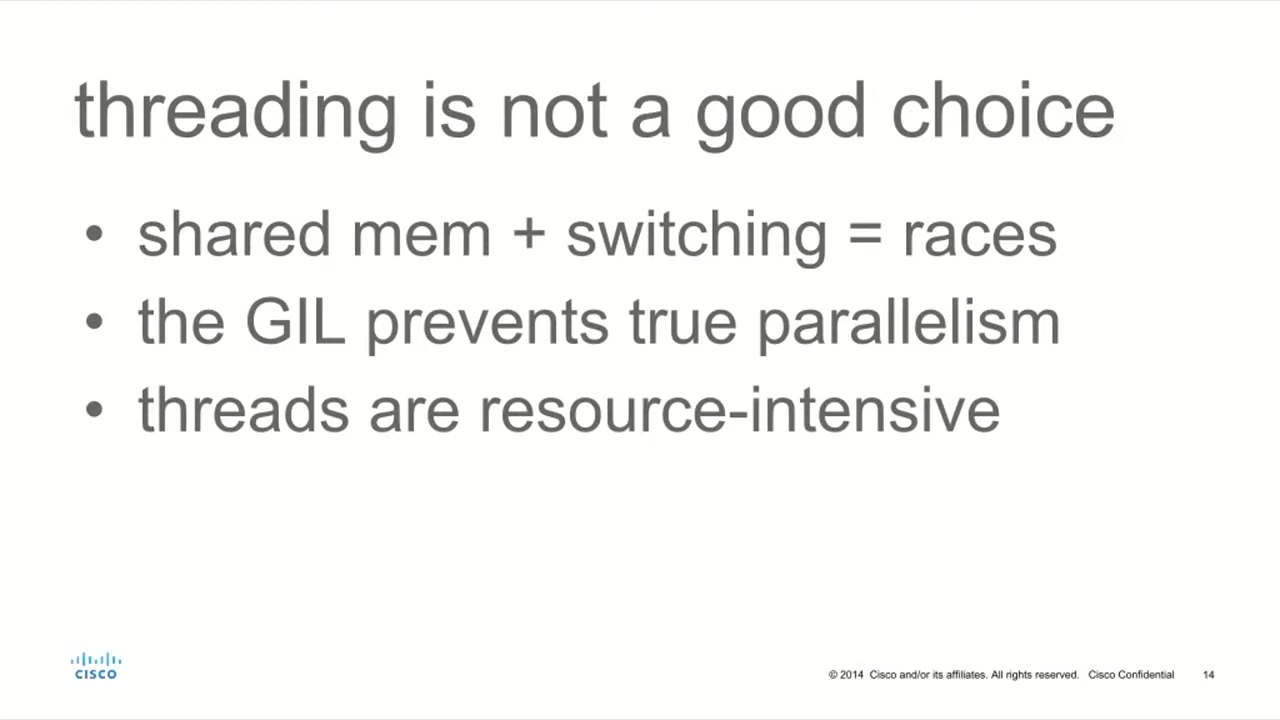 threading is not a good choice
• shared mem + switching = races
• the GIL prevents true parallelism
• threads are resource-intensive
CISCO
© 2014 Cisco and/or its affiliates. All rights reserved. Cisco Confidential 14